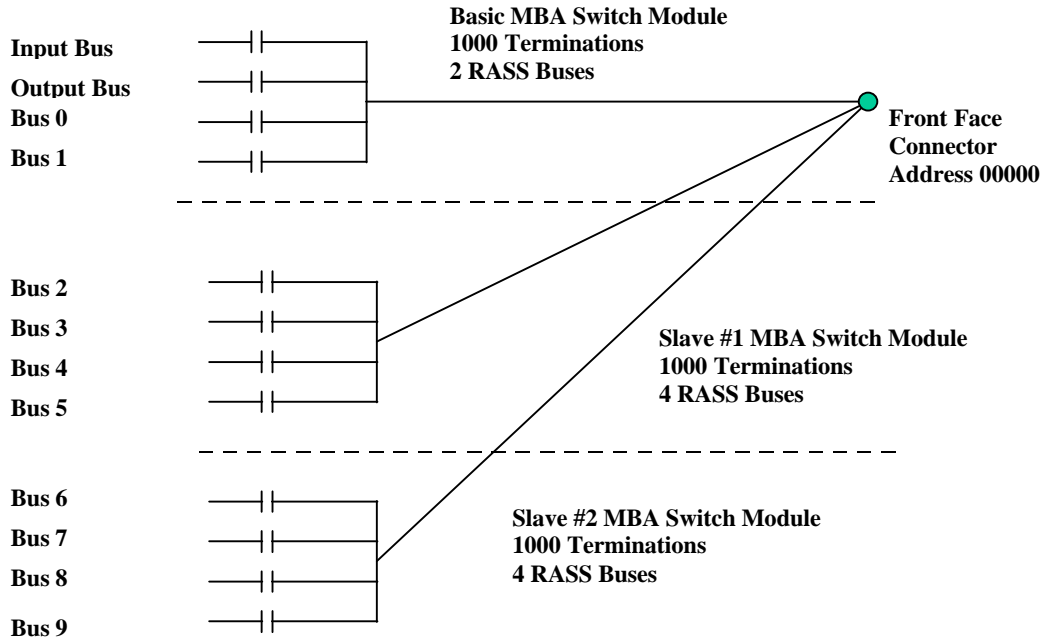 Basic MBA Switch Module
1000 Terminations
2 RASS Buses
Input Bus
Output Bus
Bus 0
Bus 1
Front Face
Connector
Address 00000
Bus 2
Bus 3
Bus 4
Bus 5
Slave #1 MBA Switch Module
1000 Terminations
4 RASS Buses
Bus 6
Bus 7
Bus 8
Bus 9
Slave #2 MBA Switch Module
1000 Terminations
4 RASS Buses